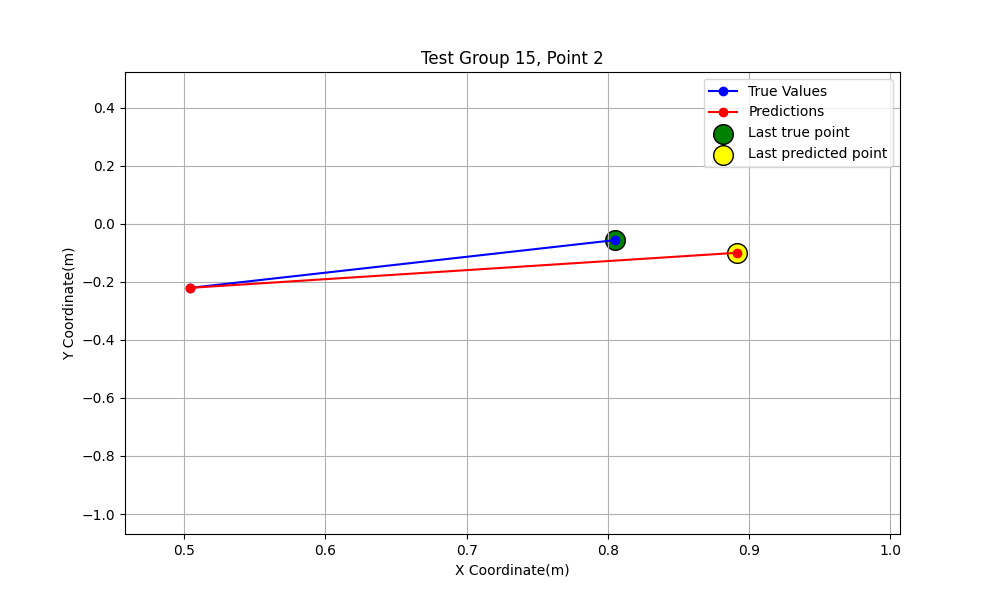 Test Group 15, Point 2
True Values
Predictions
Last true point
Last predicted point
0.4
0.2
0.0
−0.2
−0.4
−0.6
−0.8
−1.0
Y Coordinate(m)
0.5 0.6 0.7 0.8 0.9 1.0
X Coordinate(m)